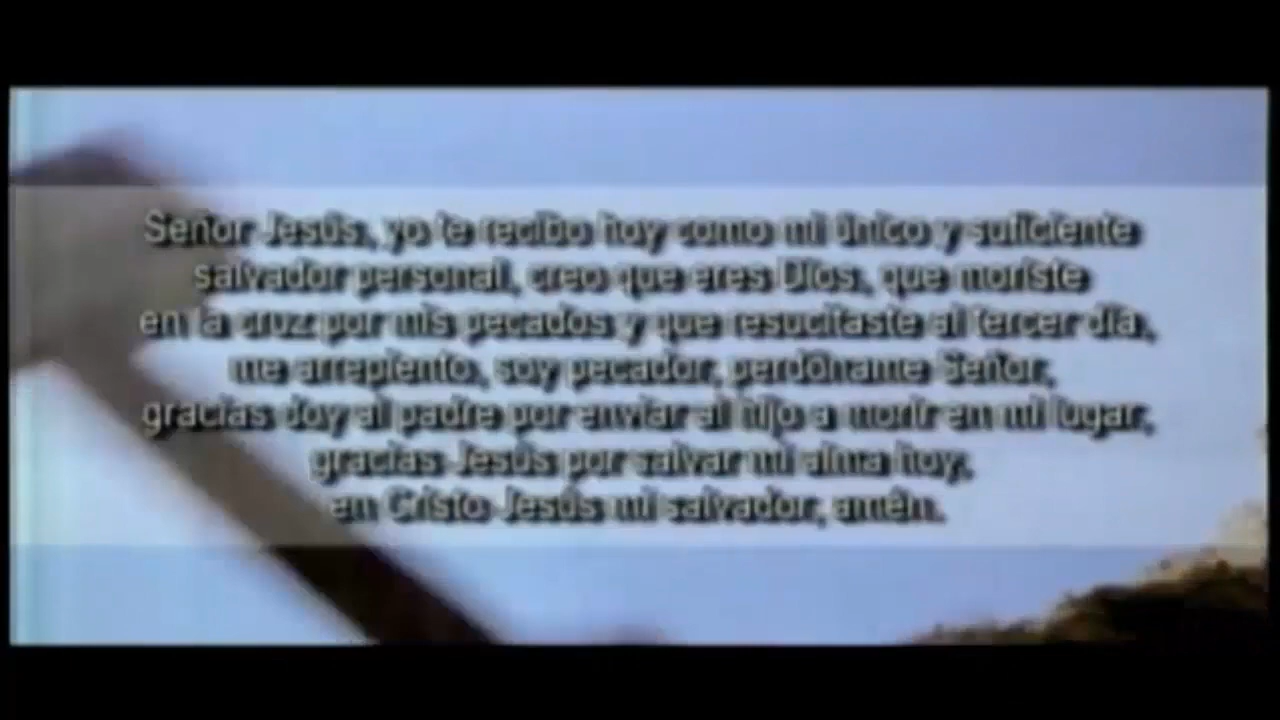 Señor Jesús, yo te recibo hoy como mi único y suficiente
salvador personal, creo que eres Dios, que moriste
en la cruz por mis pecados y que resucitaste al tercer día,
me arrepiento, soy pecador, perdóname Señor,
gracias doy al padre por enviar al hijo a morir en mi lugar,
gracias Jesús por salvar mi alma hoy,
en Cristo Jesús mi salvador, amén.